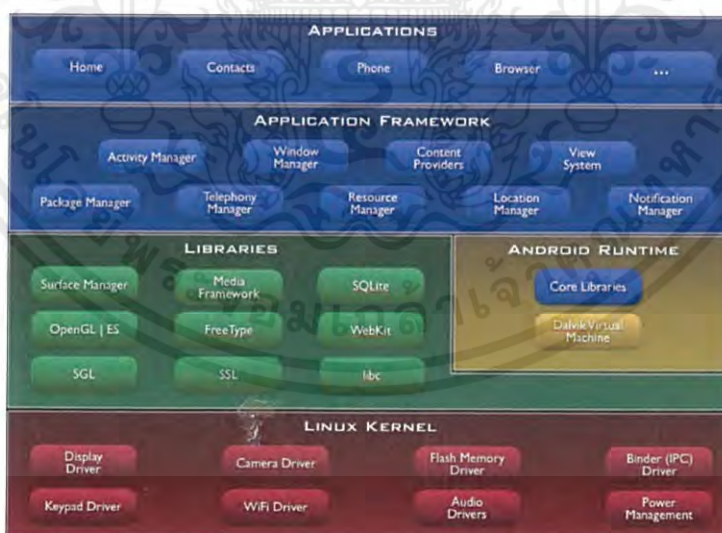 APPLICATIONS
Home Contacts Phone Browser ...
APPLICATION FRAMEWORK
Activity Manager Window Manager Content Providers View System
Package Manager Telephony Manager Resource Manager Location Manager Notification Manager
LIBRARIES
Surface Manager Media Framework SQLite
OpenGL | ES FreeType WebKit
SGL SSL libc
ANDROID RUNTIME
Core Libraries
Dalvik Virtual Machine
LINUX KERNEL
Display Driver Camera Driver Flash Memory Driver Binder (IPC) Driver
Keypad Driver WiFi Driver Audio Drivers Power Management